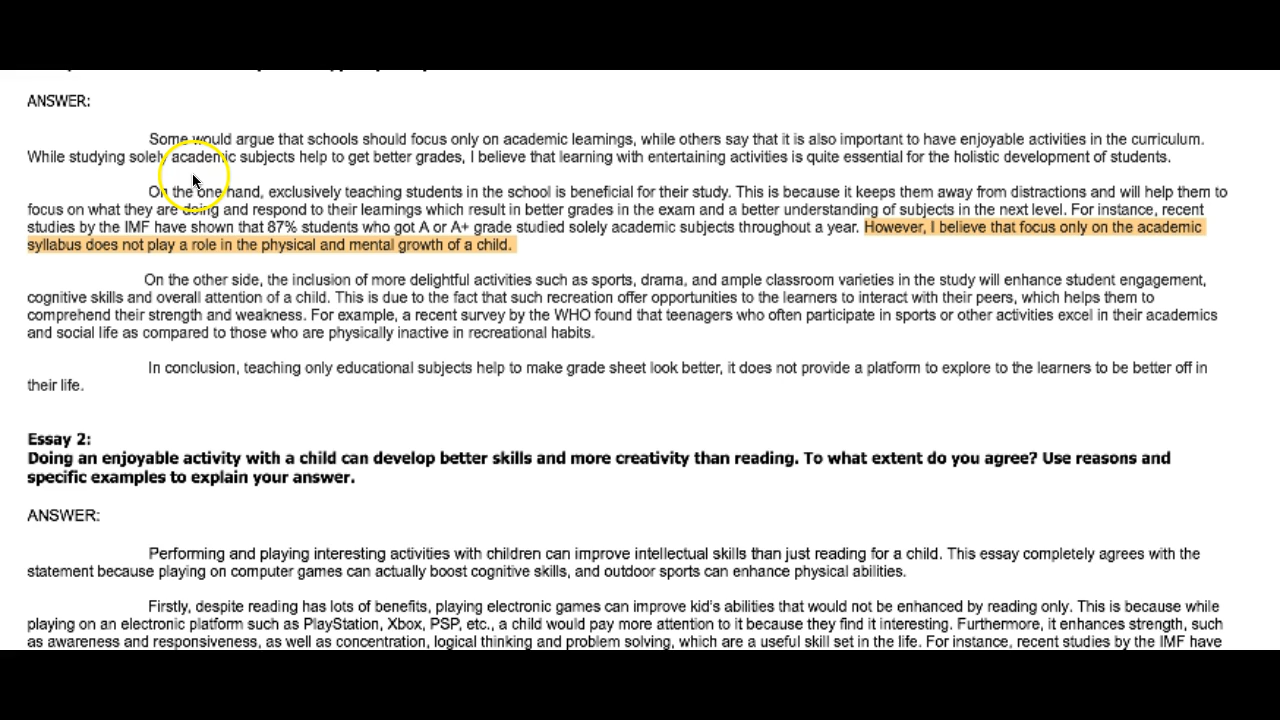 ANSWER:
Some would argue that schools should focus only on academic learnings, while others say that it is also important to have enjoyable activities in the curriculum.
While studying solely academic subjects help to get better grades, I believe that learning with entertaining activities is quite essential for the holistic development of students.
On the one hand, exclusively teaching students in the school is beneficial for their study. This is because it keeps them away from distractions and will help them to
focus on what they are doing and respond to their learnings which result in better grades in the exam and a better understanding of subjects in the next level. For instance, recent
studies by the IMF have shown that 87% students who got A or A+ grade studied solely academic subjects throughout a year. However, I believe that focus only on the academic
syllabus does not play a role in the physical and mental growth of a child.
On the other side, the inclusion of more delightful activities such as sports, drama, and ample classroom varieties in the study will enhance student engagement,
cognitive skills and overall attention of a child. This is due to the fact that such recreation offer opportunities to the learners to interact with their peers, which helps them to
comprehend their strength and weakness. For example, a recent survey by the WHO found that teenagers who often participate in sports or other activities excel in their academics
and social life as compared to those who are physically inactive in recreational habits.
In conclusion, teaching only educational subjects help to make grade sheet look better, it does not provide a platform to explore to the learners to be better off in
their life.
Essay 2:
Doing an enjoyable activity with a child can develop better skills and more creativity than reading. To what extent do you agree? Use reasons and
specific examples to explain your answer.
ANSWER:
Performing and playing interesting activities with children can improve intellectual skills than just reading for a child. This essay completely agrees with the
statement because playing on computer games can actually boost cognitive skills, and outdoor sports can enhance physical abilities.
Firstly, despite reading has lots of benefits, playing electronic games can improve kid's abilities that would not be enhanced by reading only. This is because while
playing on an electronic platform such as PlayStation, Xbox, PSP, etc., a child would pay more attention to it because they find it interesting. Furthermore, it enhances strength, such
as awareness and responsiveness, as well as concentration, logical thinking and problem solving, which are a useful skill set in the life. For instance, recent studies by the IMF have